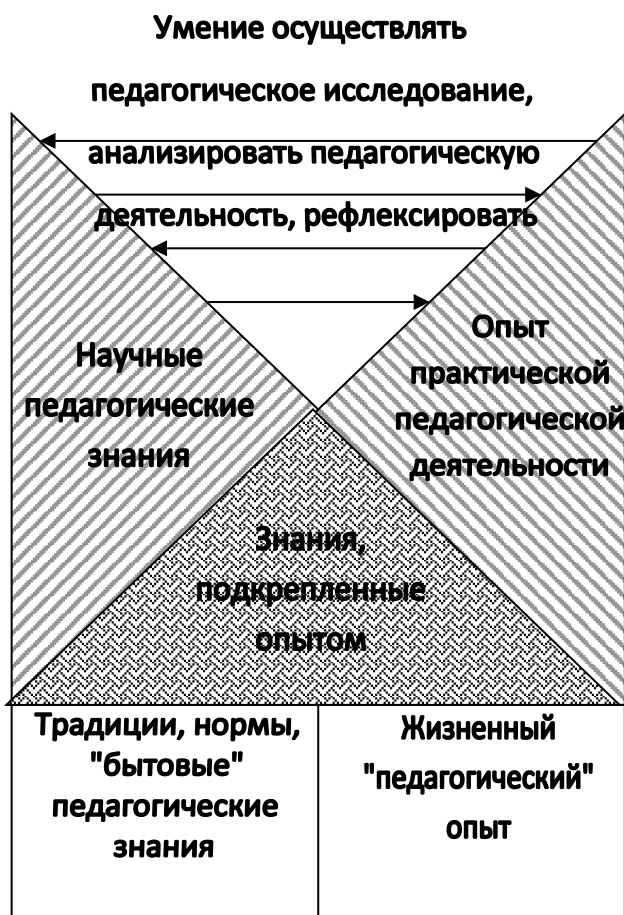 Умение осуществлять
педагогическое исследование,
анализировать педагогическую
деятельность, рефлексировать
Научные
педагогические
знания
Опыт
практической
педагогической
деятельности
Знания,
подкрепленные
опытом
Традиции, нормы,
"бытовые"
педагогические
знания
Жизненный
"педагогический"
опыт